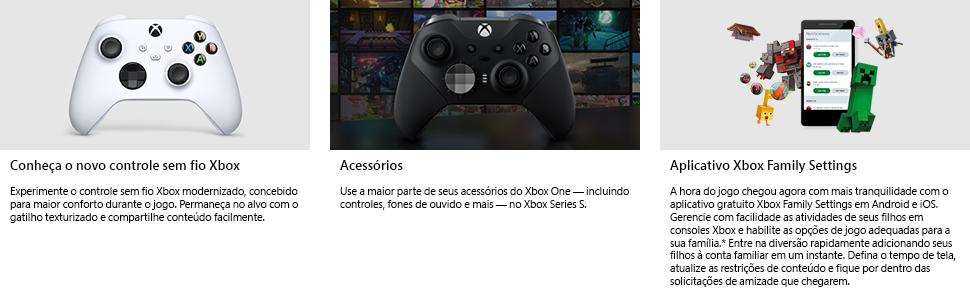 Y
X
B
A
Notifications
Conheça o novo controle sem fio Xbox
Experimente o controle sem fio Xbox modernizado, concebido
para maior conforto durante o jogo. Permaneça no alvo com o
gatilho texturizado e compartilhe conteúdo facilmente.
Acessórios
Use a maior parte de seus acessórios do Xbox One — incluindo
controles, fones de ouvido e mais — no Xbox Series S.
Aplicativo Xbox Family Settings
A hora do jogo chegou agora com mais tranquilidade com o
aplicativo gratuito Xbox Family Settings em Android e iOS.
Gerencie com facilidade as atividades de seus filhos em
consoles Xbox e habilite as opções de jogo adequadas para a
sua família.* Entre na diversão rapidamente adicionando seus
filhos à conta familiar em um instante. Defina o tempo de tela,
atualize as restrições de conteúdo e fique por dentro das
solicitações de amizade que chegarem.